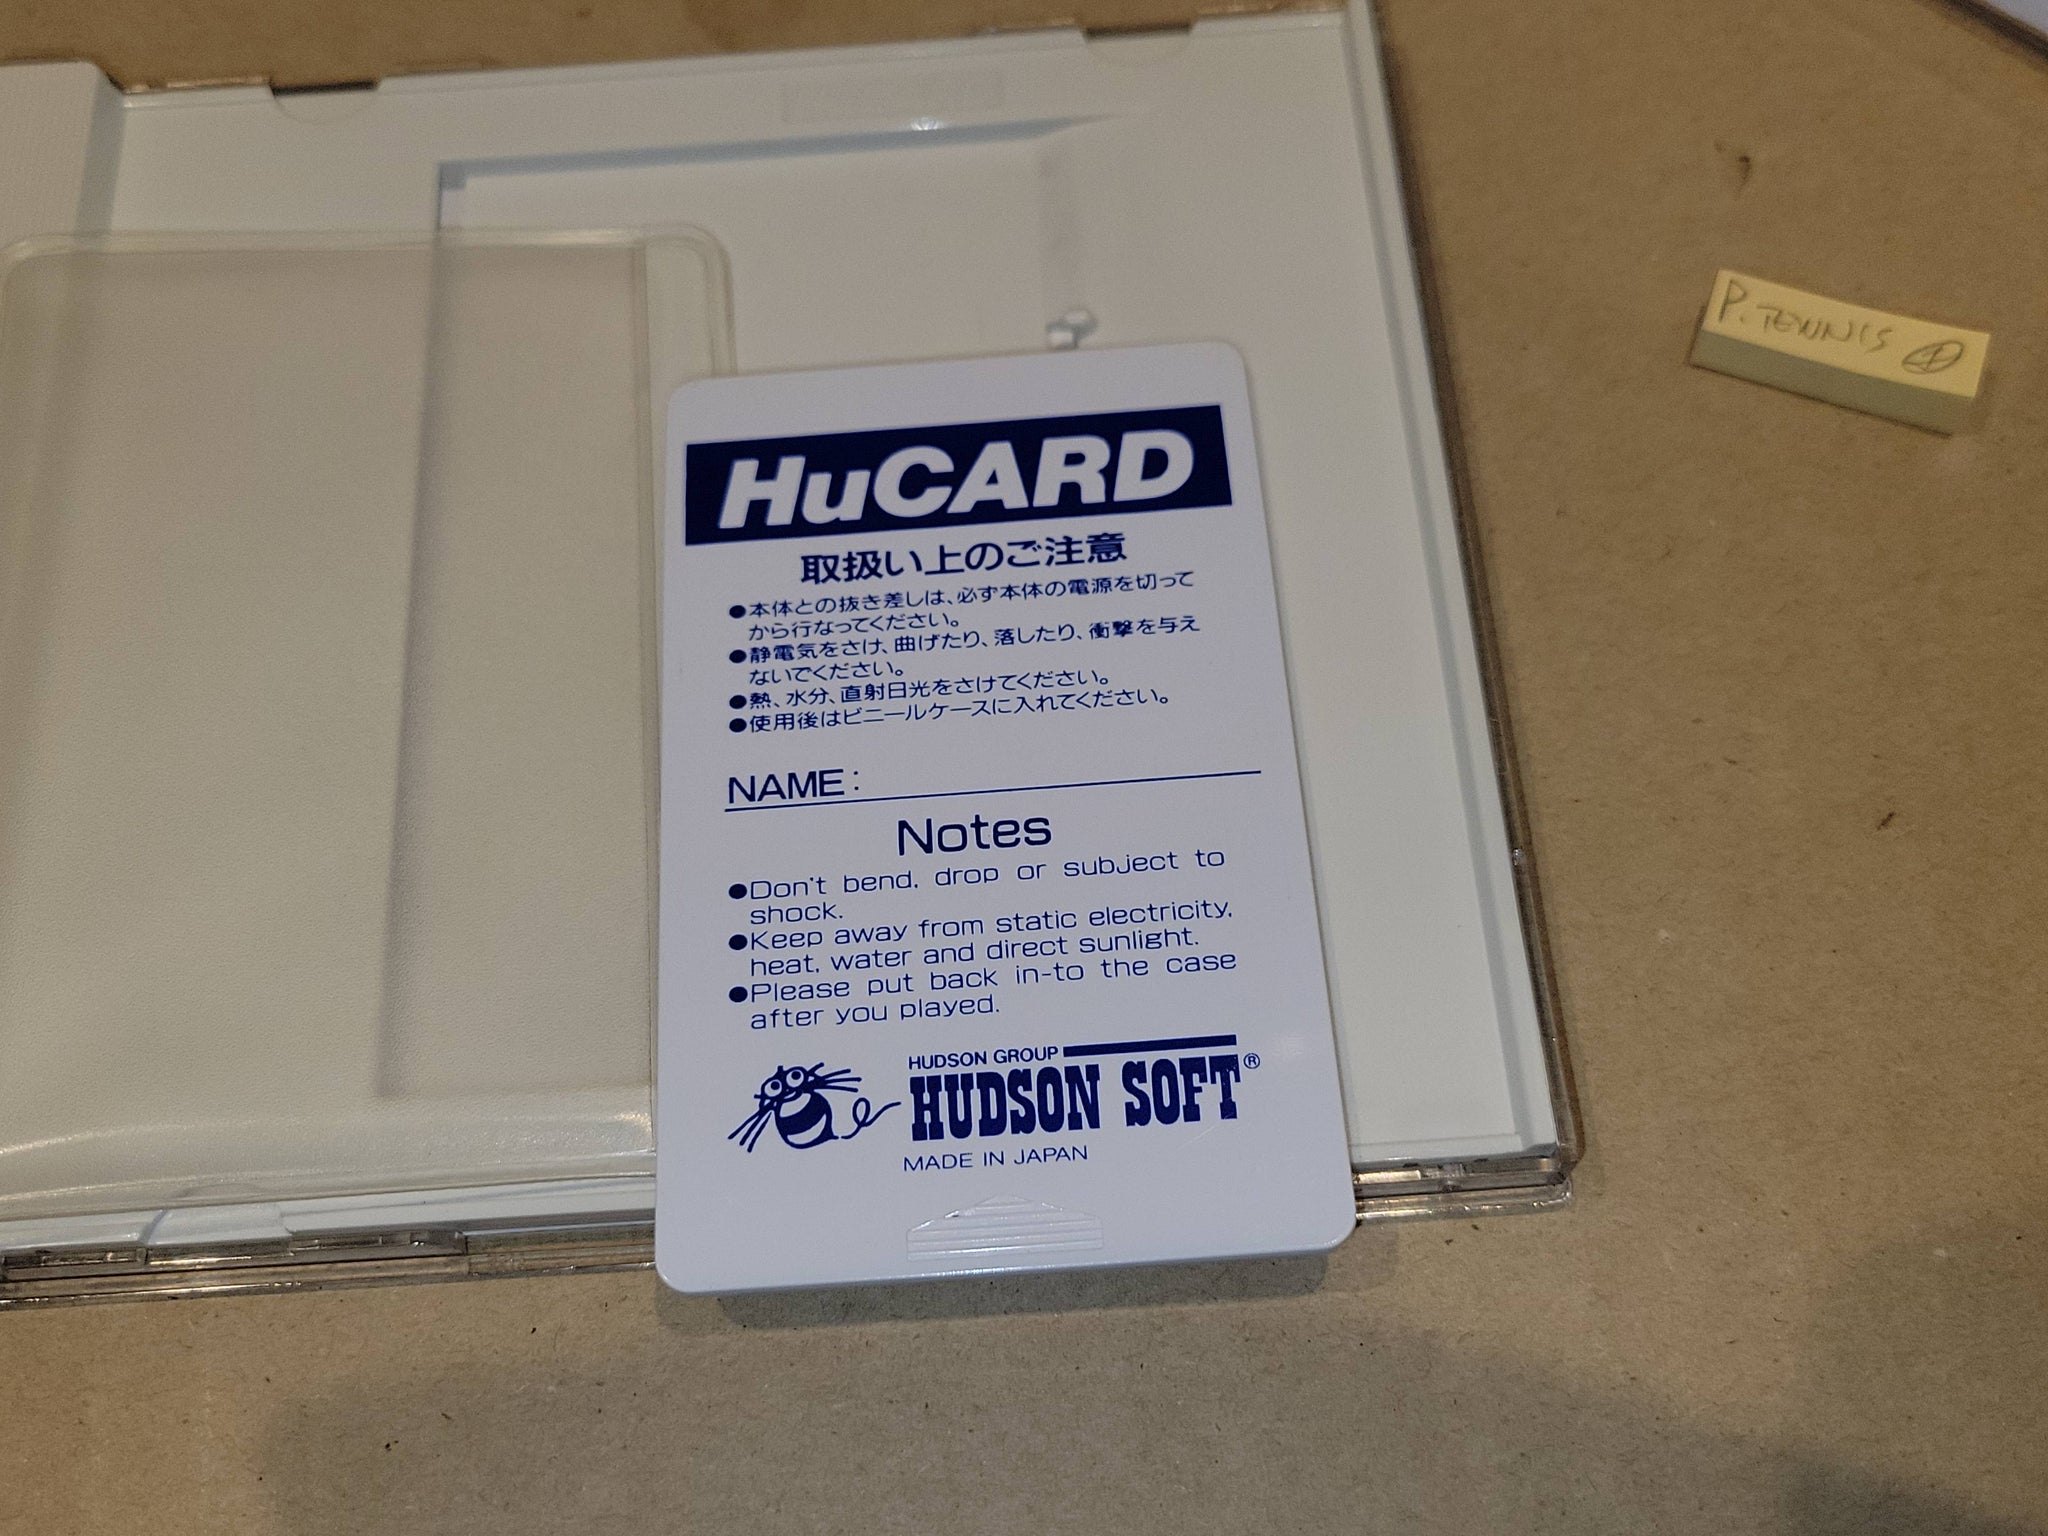 HuCARD
取扱い上のご注意
●本体との抜き差しは、必ず本体の電源を切って
から行なってください。
●静電気をさけ、曲げたり、落したり、衝撃を与え
ないでください。
●熱、水分、直射日光をさけてください。
●使用後はビニールケースに入れてください。
NAME:
Notes
●Don't bend, drop or subject to
shock.
●Keep away from static electricity,
heat, water and direct sunlight.
●Please put back in-to the case
after you played.
HUDSON GROUP
HUDSON SOFT®
MADE IN JAPAN
P. TENNIS